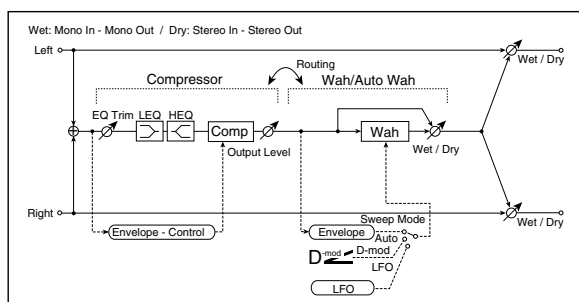 Wet: Mono In - Mono Out / Dry: Stereo In - Stereo Out
Left
Wet / Dry
Routing
Compressor
Wah/Auto Wah
EQ Trim
LEQ
HEQ
Comp
Output Level
Wah
Wet / Dry
Right
Wet / Dry
Envelope - Control
Envelope
Sweep Mode
Auto
D-mod
D-mod
LFO
LFO